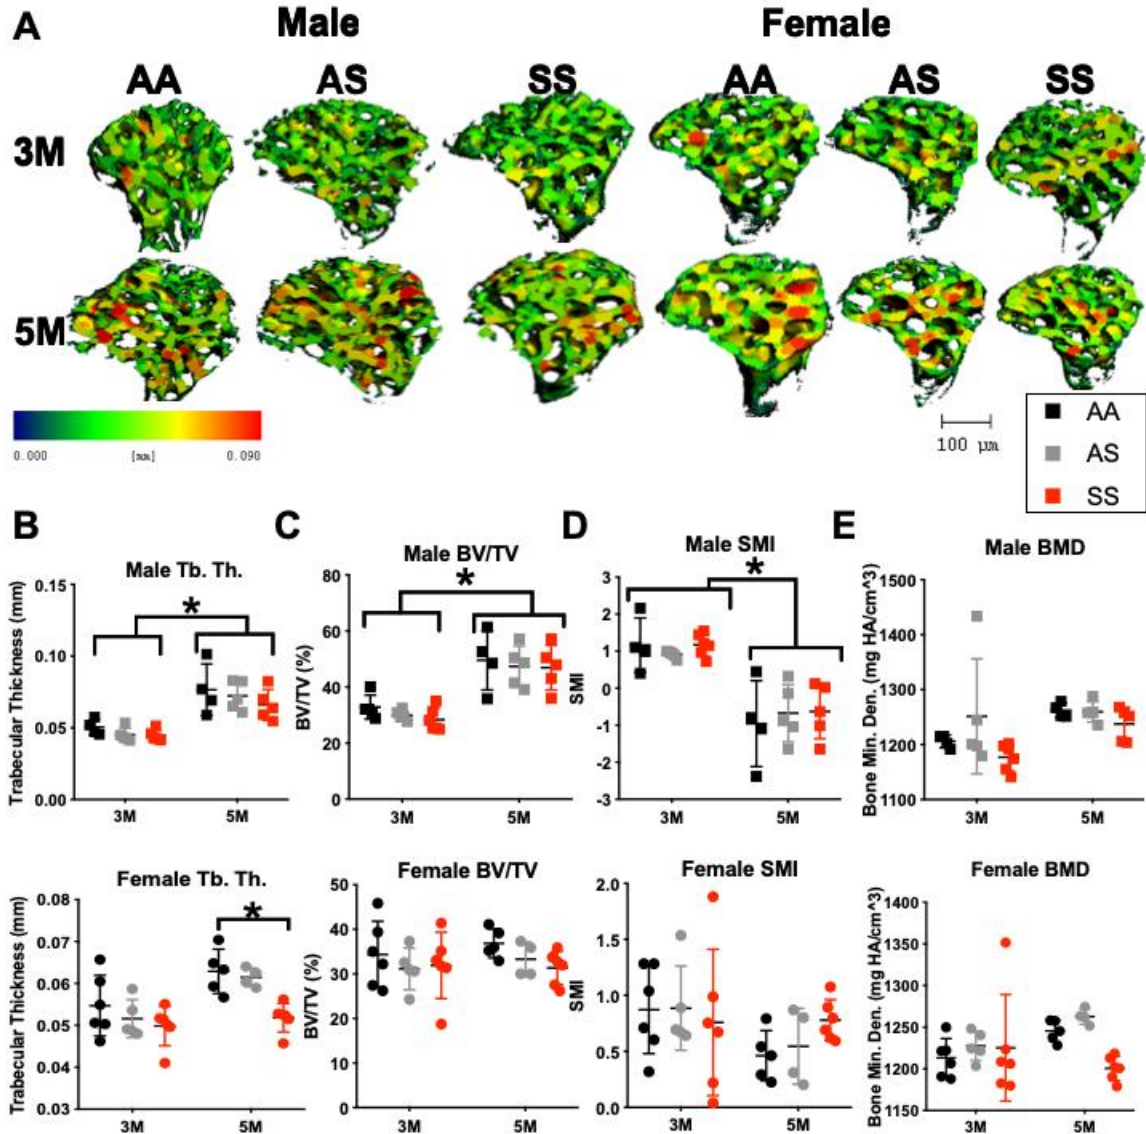 A
Male
Female
AA
AS
SS
AA
AS
SS
3M
5M
0.000
[mm]
0.090
100 µm
AA
AS
SS
B
C
D
E
Male Tb. Th.
Trabecular Thickness (mm)
0.15
0.10
0.05
0.00
*
3M
5M
Male BV/TV
BV/TV (%)
80
60
40
20
0
*
3M
5M
Male SMI
SMI
3
2
1
0
-1
-2
-3
*
3M
5M
Male BMD
Bone Min. Den. (mg HA/cm^3)
1500
1400
1300
1200
1100
3M
5M
Female Tb. Th.
Trabecular Thickness (mm)
0.08
0.07
0.06
0.05
0.04
0.03
*
3M
5M
Female BV/TV
BV/TV (%)
50
40
30
20
10
0
3M
5M
Female SMI
SMI
2.0
1.5
1.0
0.5
0.0
3M
5M
Female BMD
Bone Min. Den. (mg HA/cm^3)
1400
1350
1300
1250
1200
1150
3M
5M